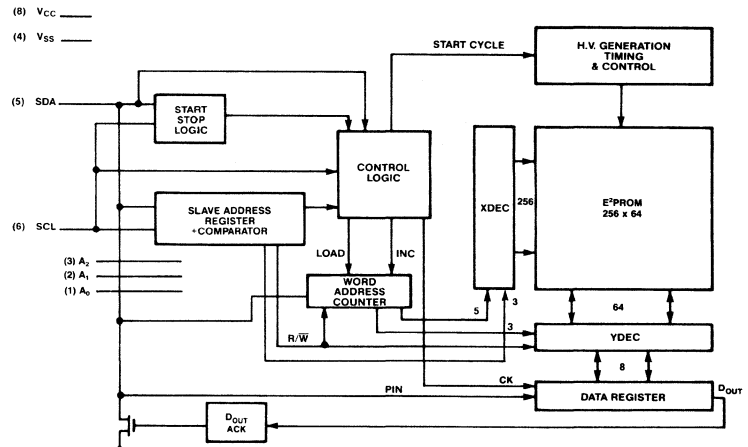 (8) VCC
(4) VSS
START CYCLE
H.V. GENERATION
TIMING
& CONTROL
(5) SDA
START
STOP
LOGIC
CONTROL
LOGIC
XDEC
256
E²PROM
256 x 64
SLAVE ADDRESS
REGISTER
+COMPARATOR
(6) SCL
LOAD
INC
(3) A₂
(2) A₁
(1) A₀
WORD
ADDRESS
COUNTER
5
3
64
R/W̅
3
YDEC
8
CK
PIN
DATA REGISTER
DOUT
DOUT
ACK